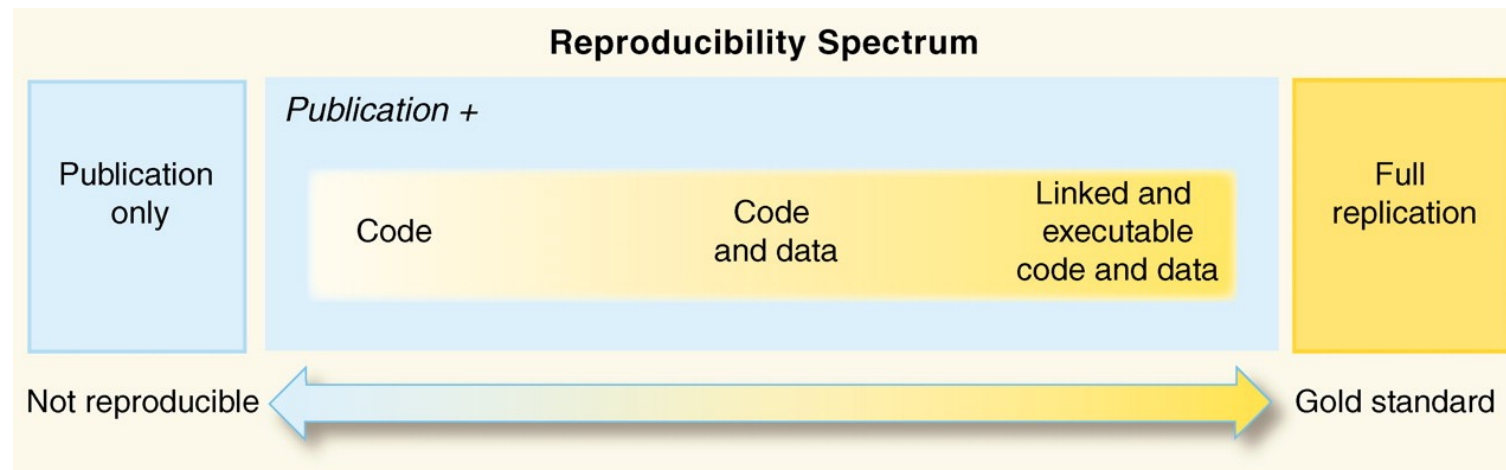 Reproducibility Spectrum
Publication
only
Publication +
Code
Code
and data
Linked and
executable
code and data
Full
replication
Not reproducible
Gold standard